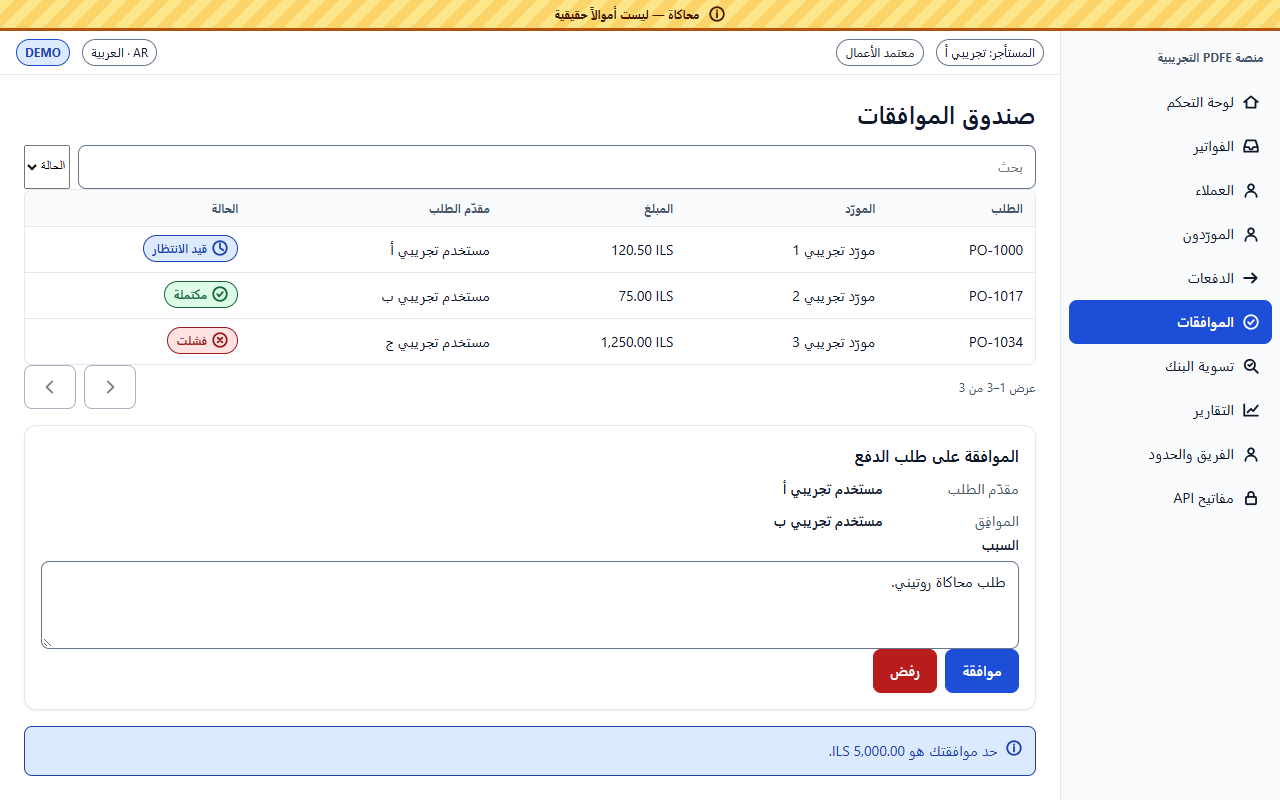 محاكاة — ليست أموالاً حقيقية
منصة PDFE التجريبية
لوحة التحكم
الفواتير
العملاء
المورّدون
الدفعات
الموافقات
تسوية البنك
التقارير
الفريق والحدود
مفاتيح API
المستأجر: تجريبي أ
معتمد الأعمال
AR · العربية
DEMO
صندوق الموافقات
بحث
الحالة
الطلب المورّد المبلغ مقدّم الطلب الحالة
PO-1000 مورّد تجريبي 1 120.50 ILS مستخدم تجريبي أ قيد الانتظار
PO-1017 مورّد تجريبي 2 75.00 ILS مستخدم تجريبي ب مكتملة
PO-1034 مورّد تجريبي 3 1,250.00 ILS مستخدم تجريبي ج فشلت
عرض 1–3 من 3
الموافقة على طلب الدفع
مقدّم الطلب مستخدم تجريبي أ
الموافِق مستخدم تجريبي ب
السبب
طلب محاكاة روتيني.
موافقة
رفض
حد موافقتك هو 5,000.00 ILS.